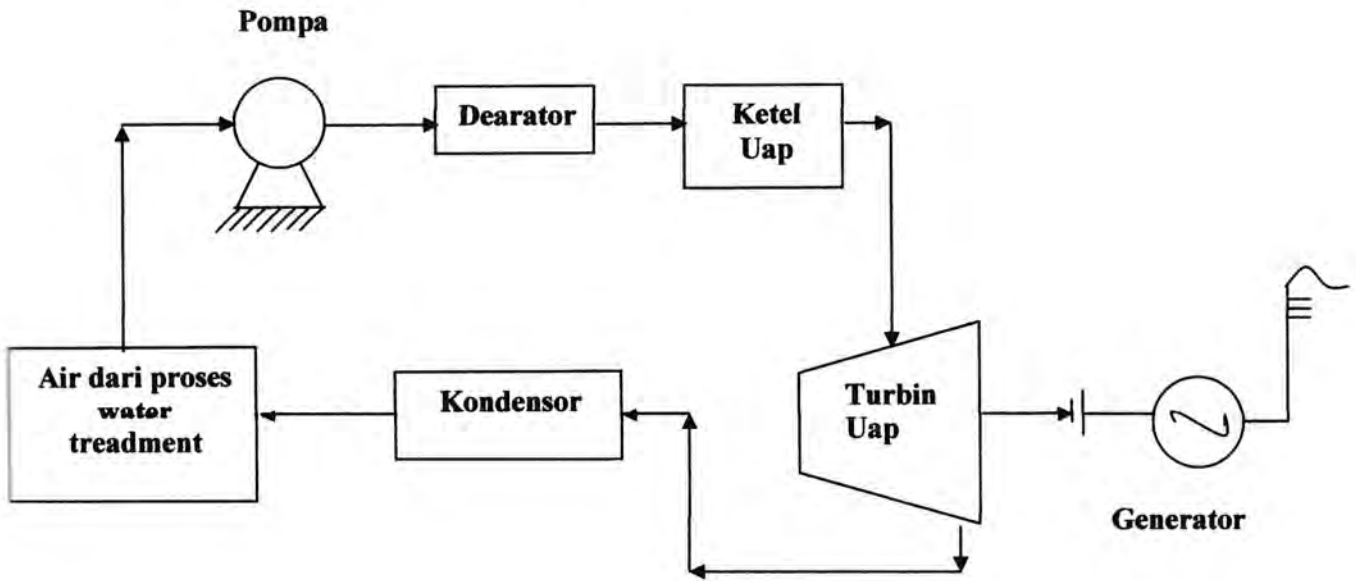 Pompa
Dearator
Ketel
Uap
Air dari proses
water
treadment
Kondensor
Turbin
Uap
Generator